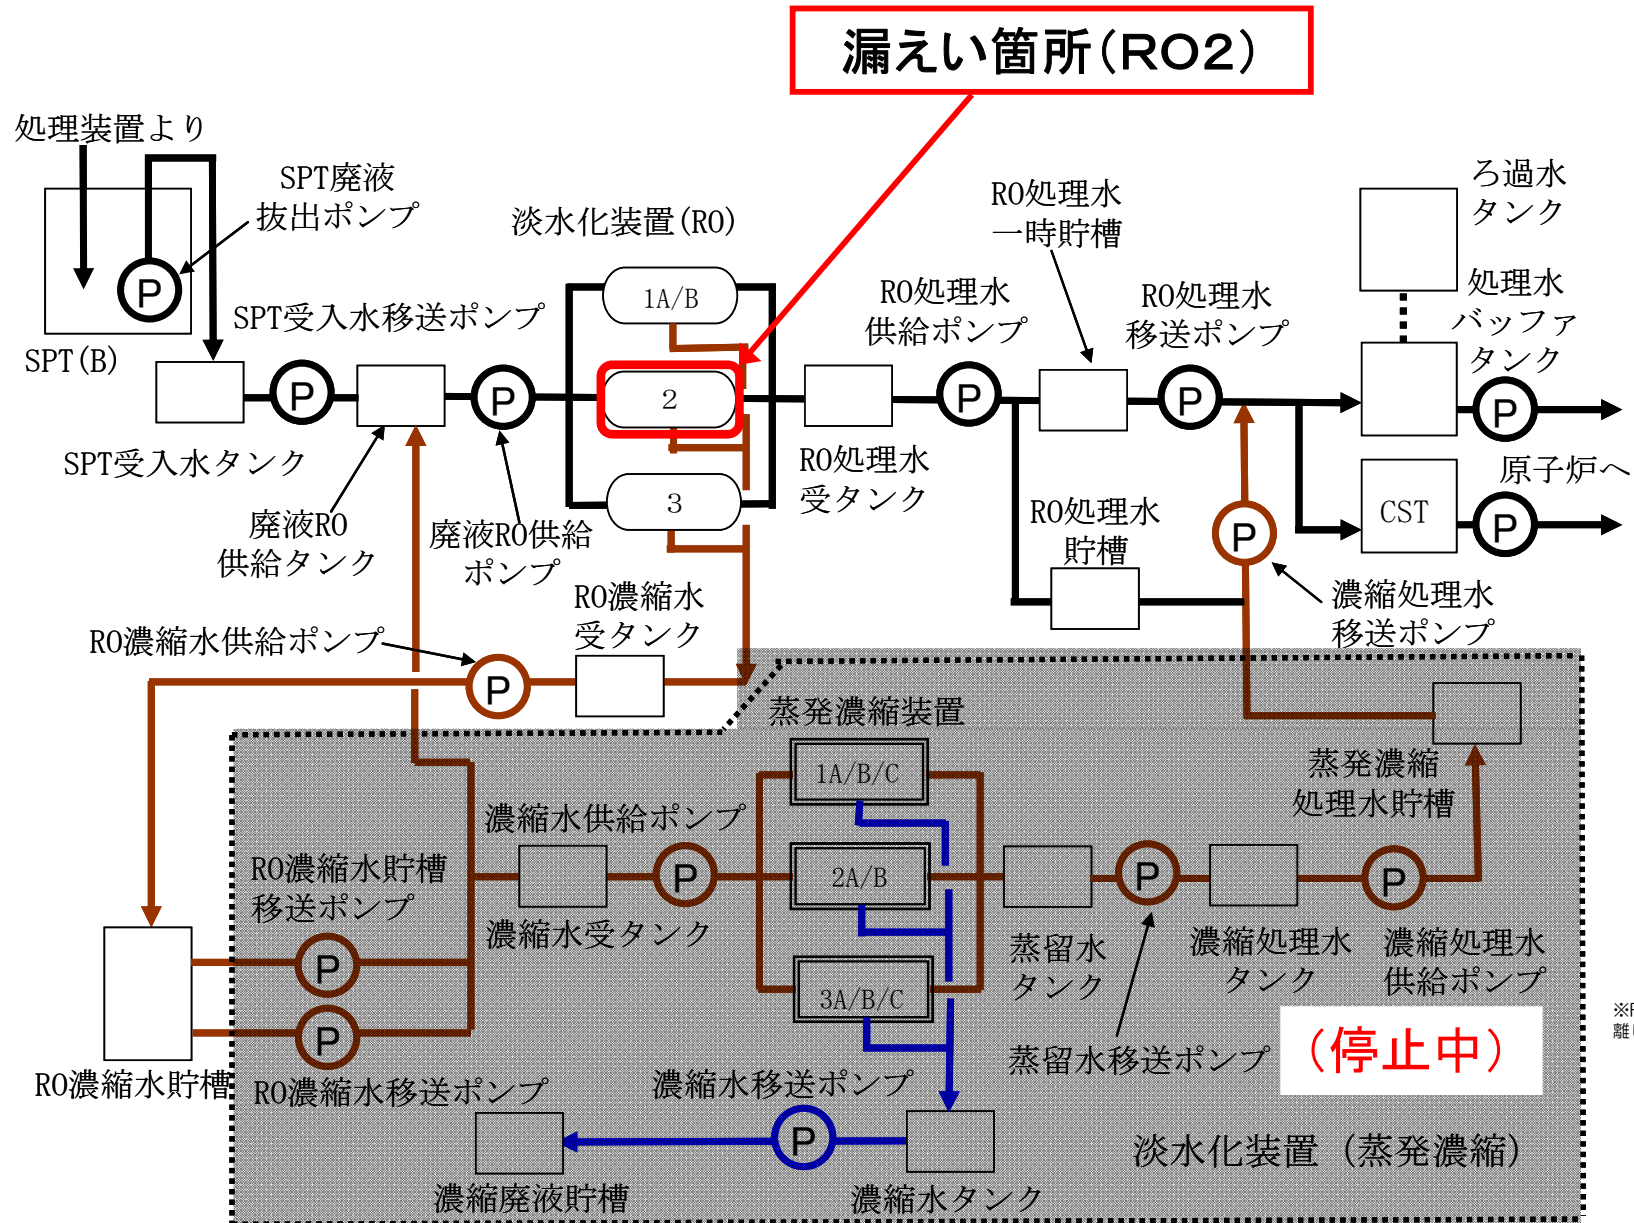 漏えい箇所(RO2)
処理装置より
SPT廃液
抜出ポンプ
P
SPT(B)
淡水化装置(RO)
RO処理水
一時貯槽
ろ過水
タンク
SPT受入水移送ポンプ
1A/B
RO処理水
供給ポンプ
RO処理水
移送ポンプ
処理水
バッファ
タンク
P
P
2
P
P
P
SPT受入水タンク
廃液RO
供給タンク
廃液RO供給
ポンプ
3
RO処理水
受タンク
RO処理水
貯槽
P
CST
P
原子炉へ
濃縮処理水
移送ポンプ
RO濃縮水
受タンク
RO濃縮水供給ポンプ
P
蒸発濃縮装置
1A/B/C
蒸発濃縮
処理水貯槽
濃縮水供給ポンプ
RO濃縮水貯槽
移送ポンプ
P
2A/B
P
P
濃縮水受タンク
蒸留水
タンク
濃縮処理水
タンク
濃縮処理水
供給ポンプ
P
3A/B/C
P
蒸留水移送ポンプ
(停止中)
RO濃縮水貯槽
RO濃縮水移送ポンプ
濃縮水移送ポンプ
P
濃縮廃液貯槽
濃縮水タンク
淡水化装置(蒸発濃縮)